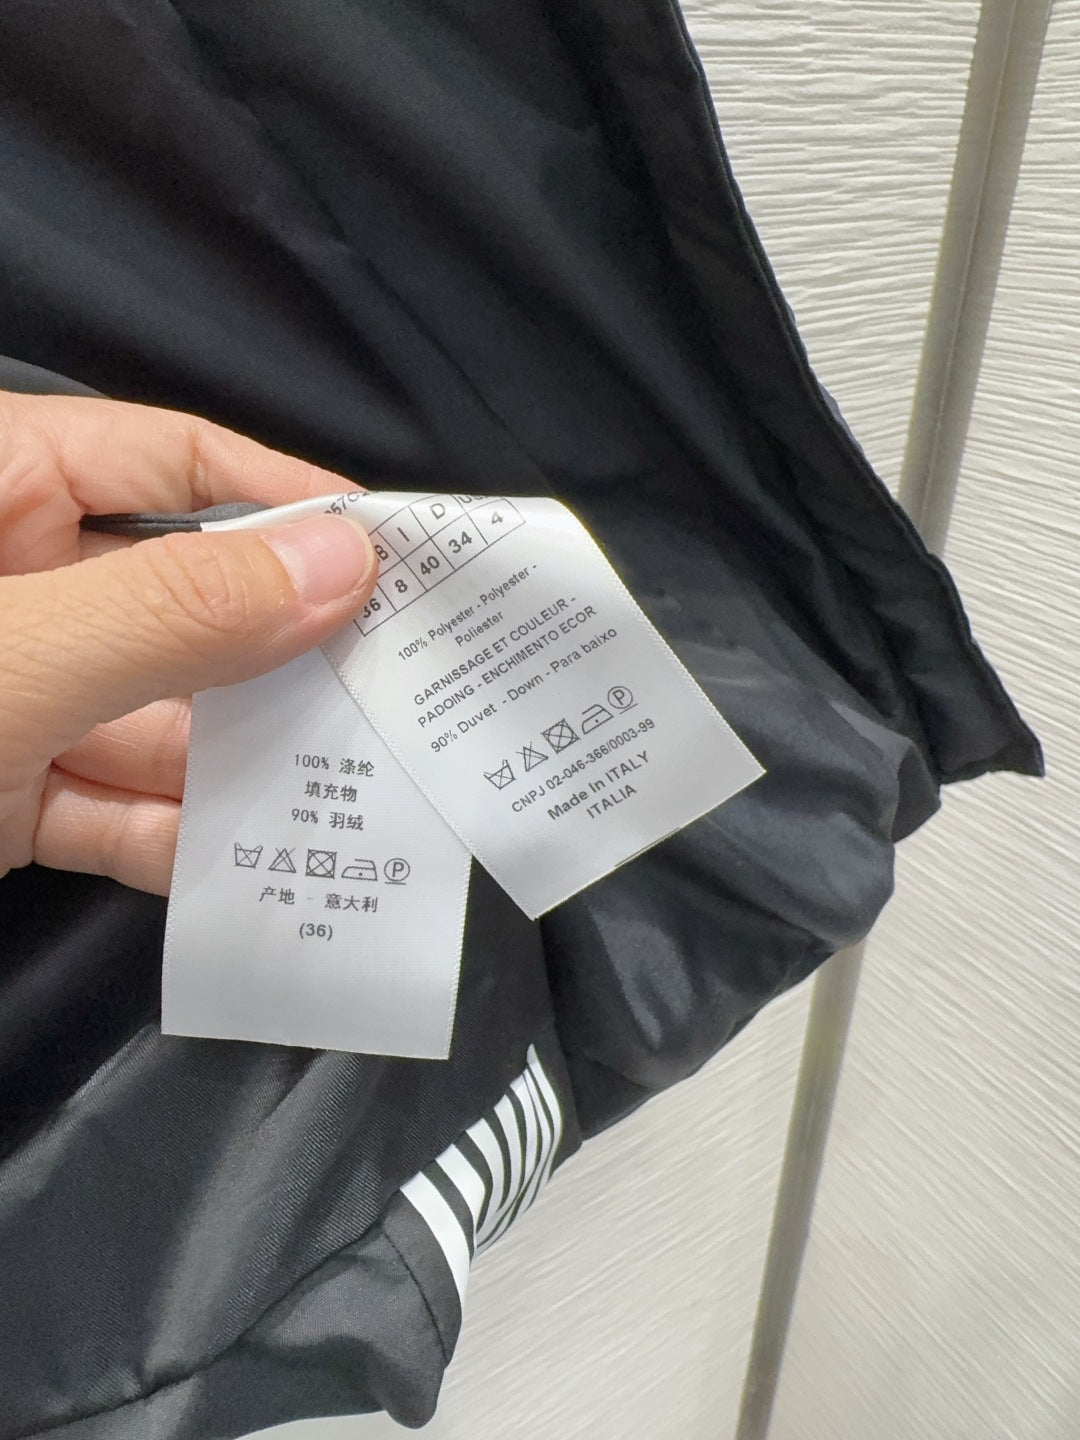 I D
36 8 40 34 4
100% Polyester - Polyester -
Poliester
GARNISSAGE ET COULEUR -
PADOING - ENCHIMENTO ECOR
90% Duvet - Down - Para baixo
CNPJ 02-046-366/0003-99
Made In ITALY
ITALIA
100% 涤纶
填充物
90% 羽绒
产地 - 意大利
(36)